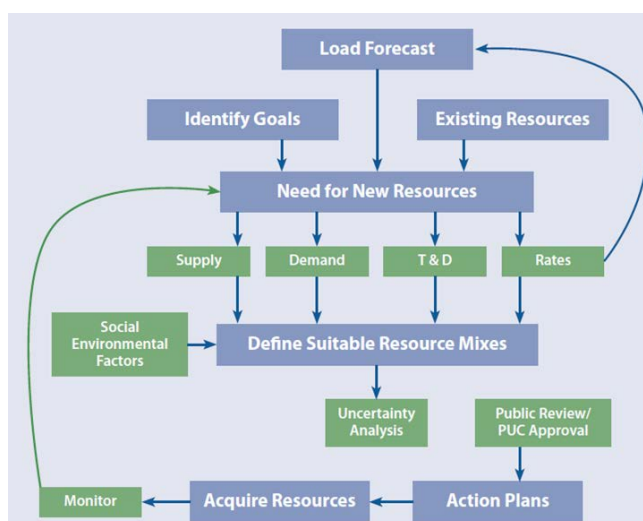 Load Forecast
Identify Goals
Existing Resources
Need for New Resources
Supply
Demand
T & D
Rates
Social
Environmental
Factors
Define Suitable Resource Mixes
Uncertainty
Analysis
Public Review/
PUC Approval
Monitor
Acquire Resources
Action Plans